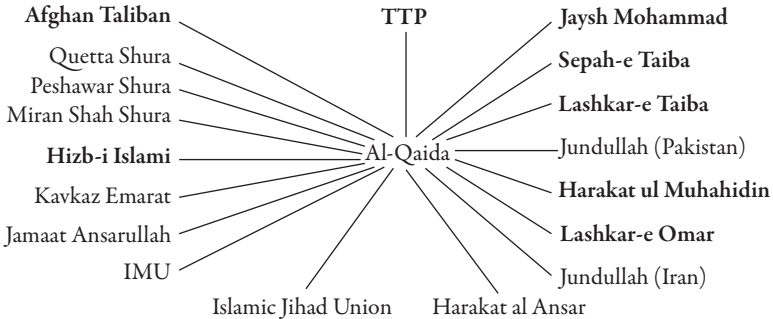 Afghan Taliban
TTP
Jaysh Mohammad
Quetta Shura
Sepah-e Taiba
Peshawar Shura
Miran Shah Shura
Lashkar-e Taiba
Hizb-i Islami
Al-Qaida
Jundullah (Pakistan)
Kavkaz Emarat
Harakat ul Muhahidin
Jamaat Ansarullah
Lashkar-e Omar
IMU
Jundullah (Iran)
Islamic Jihad Union
Harakat al Ansar